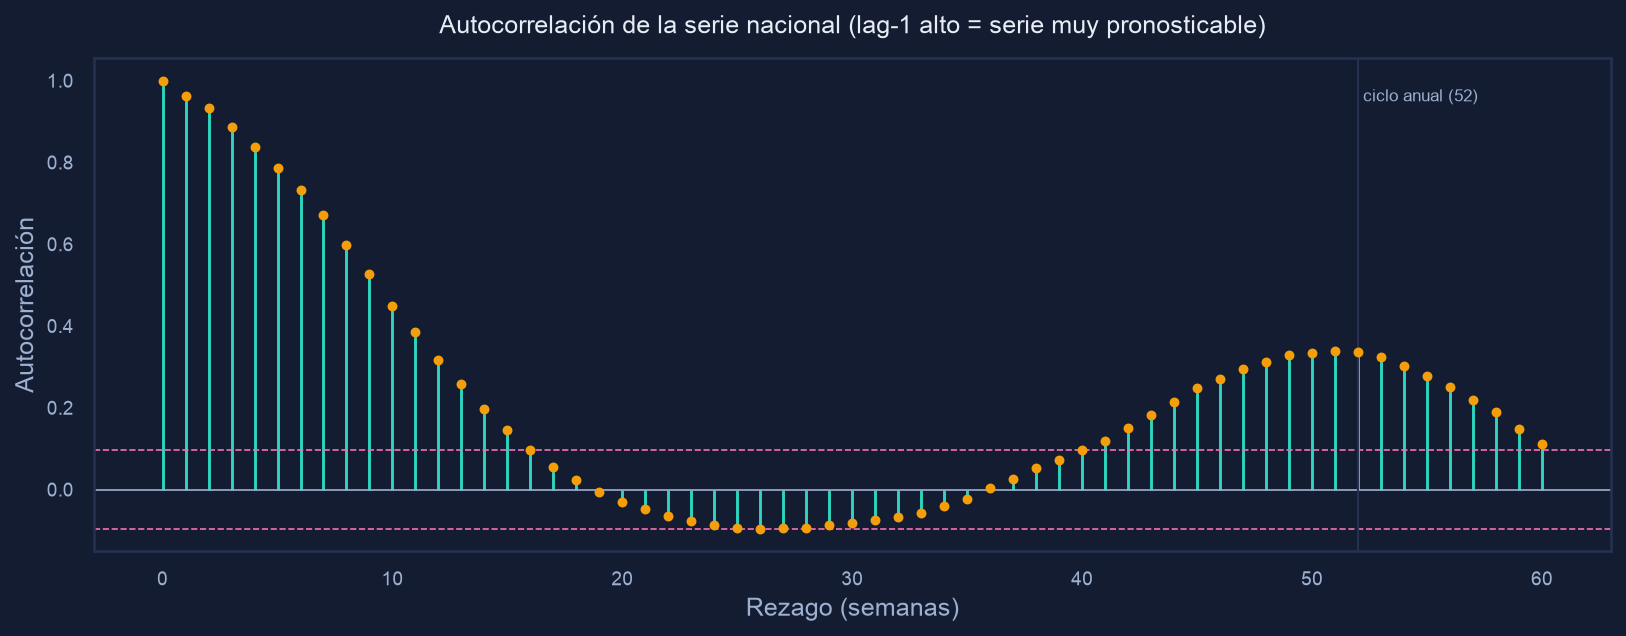 Autocorrelación de la serie nacional (lag-1 alto = serie muy pronosticable)
Autocorrelación
1.0
0.8
0.6
0.4
0.2
0.0
ciclo anual (52)
0 10 20 30 40 50 60
Rezago (semanas)